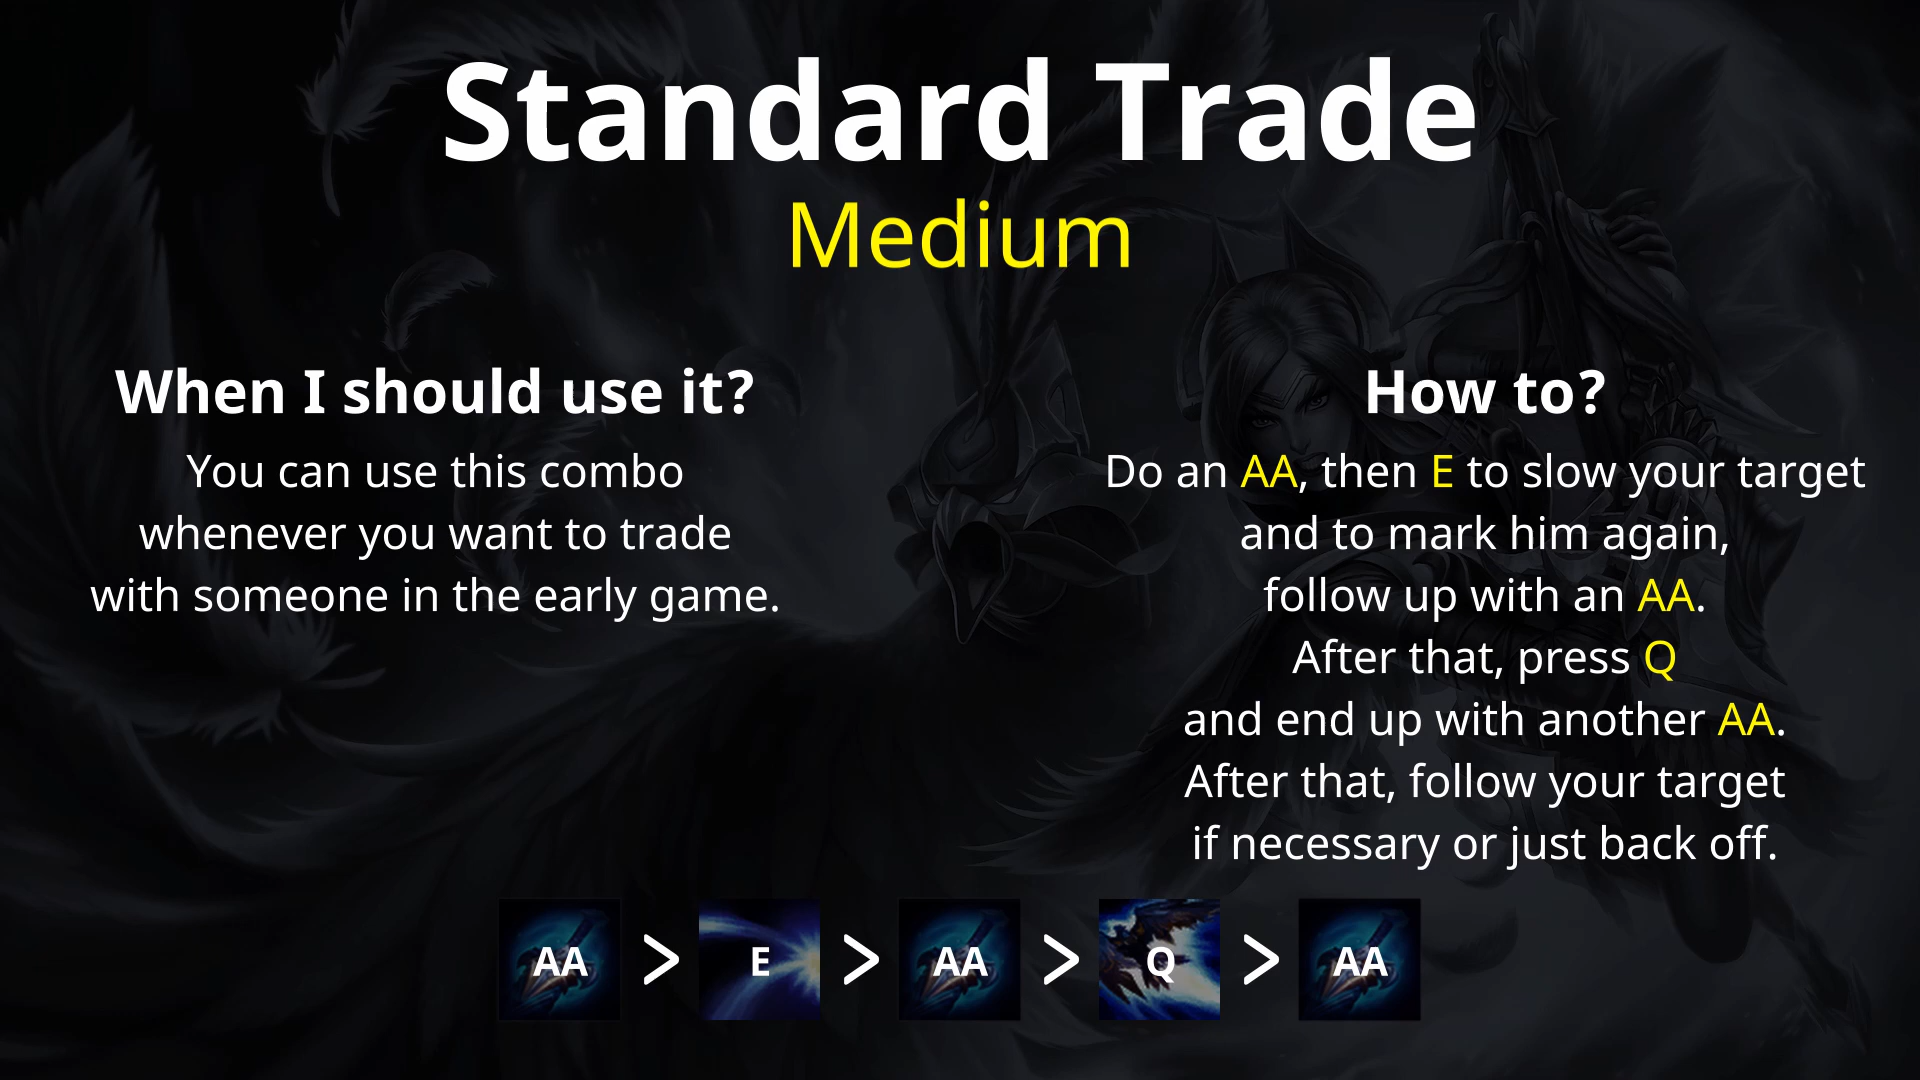 Standard Trade
Medium
When I should use it?
You can use this combo
whenever you want to trade
with someone in the early game.
How to?
Do an AA, then E to slow your target
and to mark him again,
follow up with an AA.
After that, press Q
and end up with another AA.
After that, follow your target
if necessary or just back off.
AA > E > AA > Q > AA